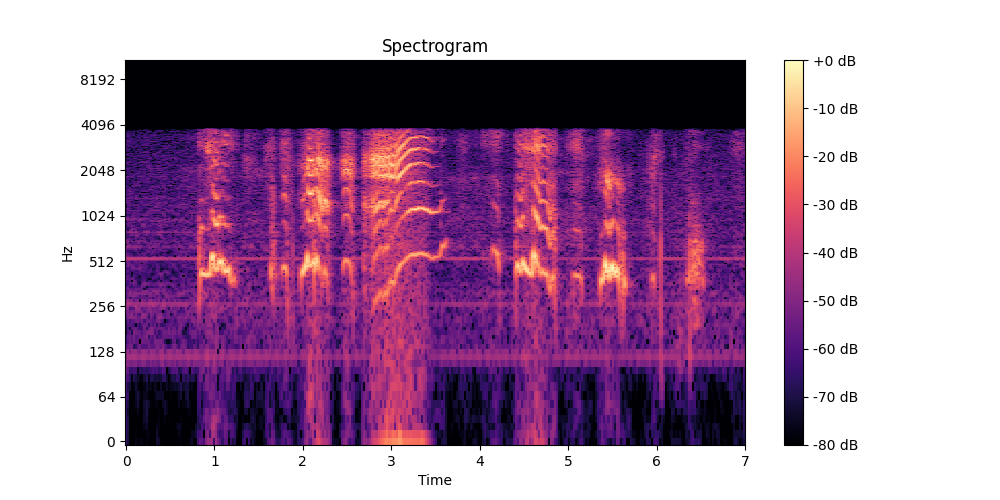 Spectrogram
8192
4096
2048
1024
512
256
128
64
0
Hz
0 1 2 3 4 5 6 7
Time
+0 dB
-10 dB
-20 dB
-30 dB
-40 dB
-50 dB
-60 dB
-70 dB
-80 dB